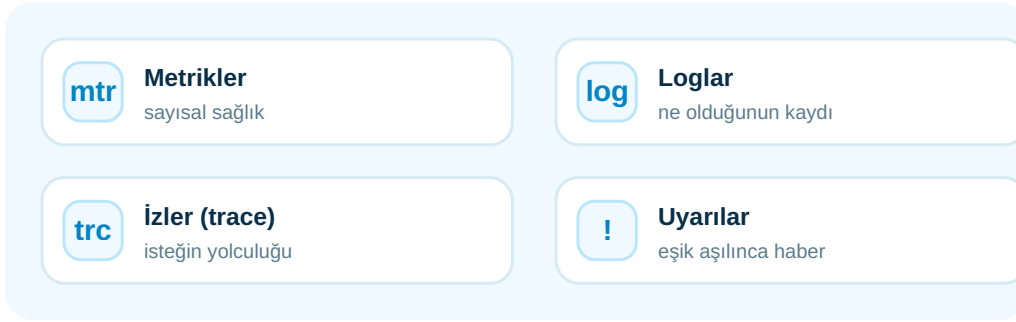 mtr
Metrikler
sayısal sağlık
log
Loglar
ne olduğunun kaydı
trc
İzler (trace)
isteğin yolculuğu
!
Uyarılar
eşik aşılınca haber